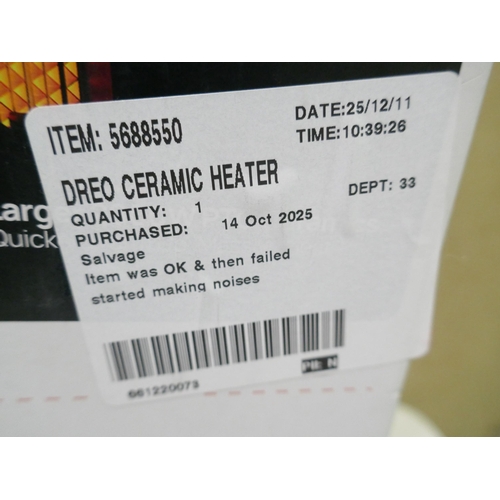 DATE:25/12/11
ITEM: 5688550
TIME:10:39:26
DREO CERAMIC HEATER
DEPT: 33
QUANTITY: 1
PURCHASED: 14 Oct 2025
Salvage
Item was OK & then failed
started making noises
661220073
Quick